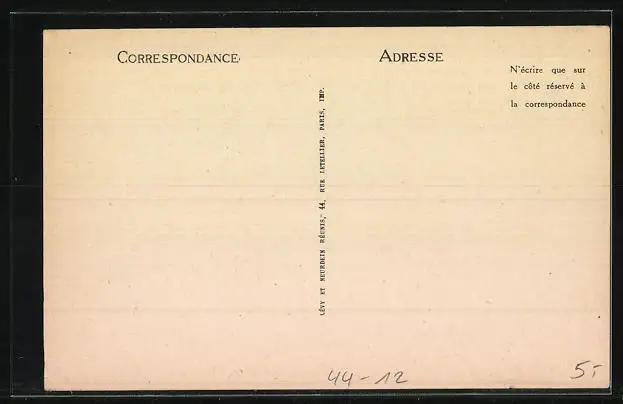 CORRESPONDANCE
ADRESSE
N'écrire que sur
le côté réservé à
la correspondance
LÉVY ET NEURDEIN RÉUNIS, 44, RUE LETELLIER, PARIS, IMP.
44-12
5-